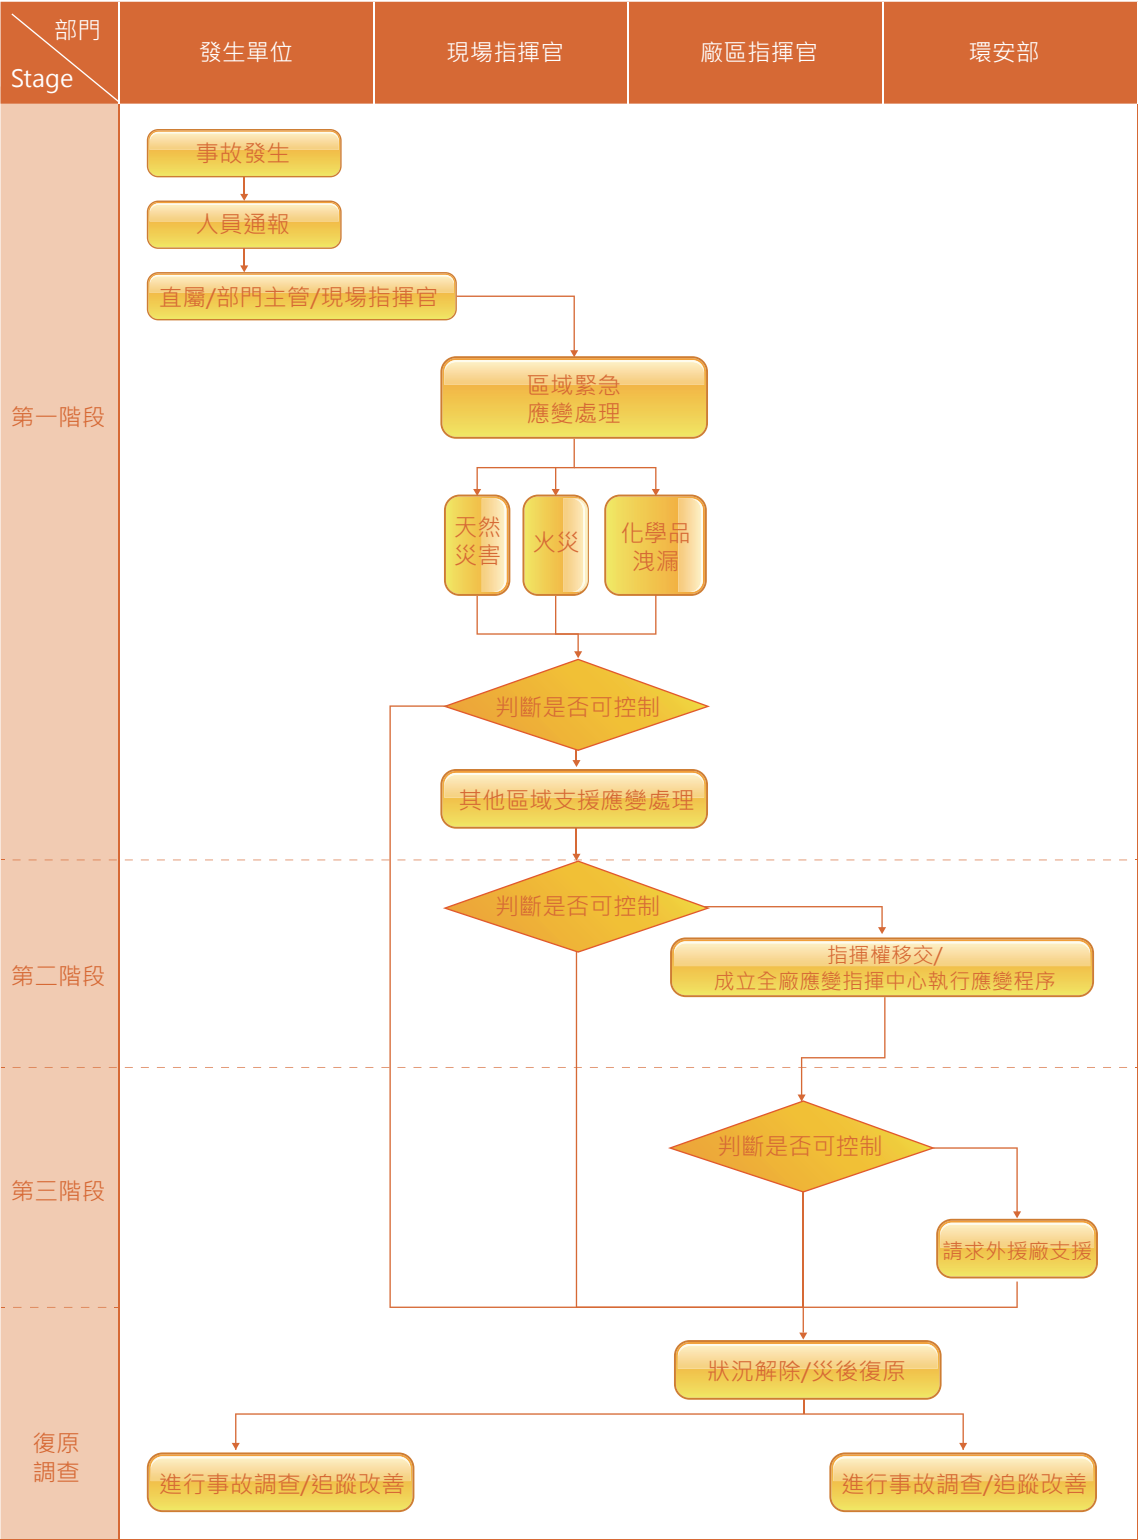 部門
Stage
發生單位
現場指揮官
廠區指揮官
環安部
第一階段
事故發生
人員通報
直屬/部門主管/現場指揮官
區域緊急
應變處理
天然
災害
火災
化學品
洩漏
判斷是否可控制
其他區域支援應變處理
第二階段
判斷是否可控制
指揮權移交/
成立全廠應變指揮中心執行應變程序
第三階段
判斷是否可控制
請求外援廠支援
復原
調查
狀況解除/災後復原
進行事故調查/追蹤改善
進行事故調查/追蹤改善